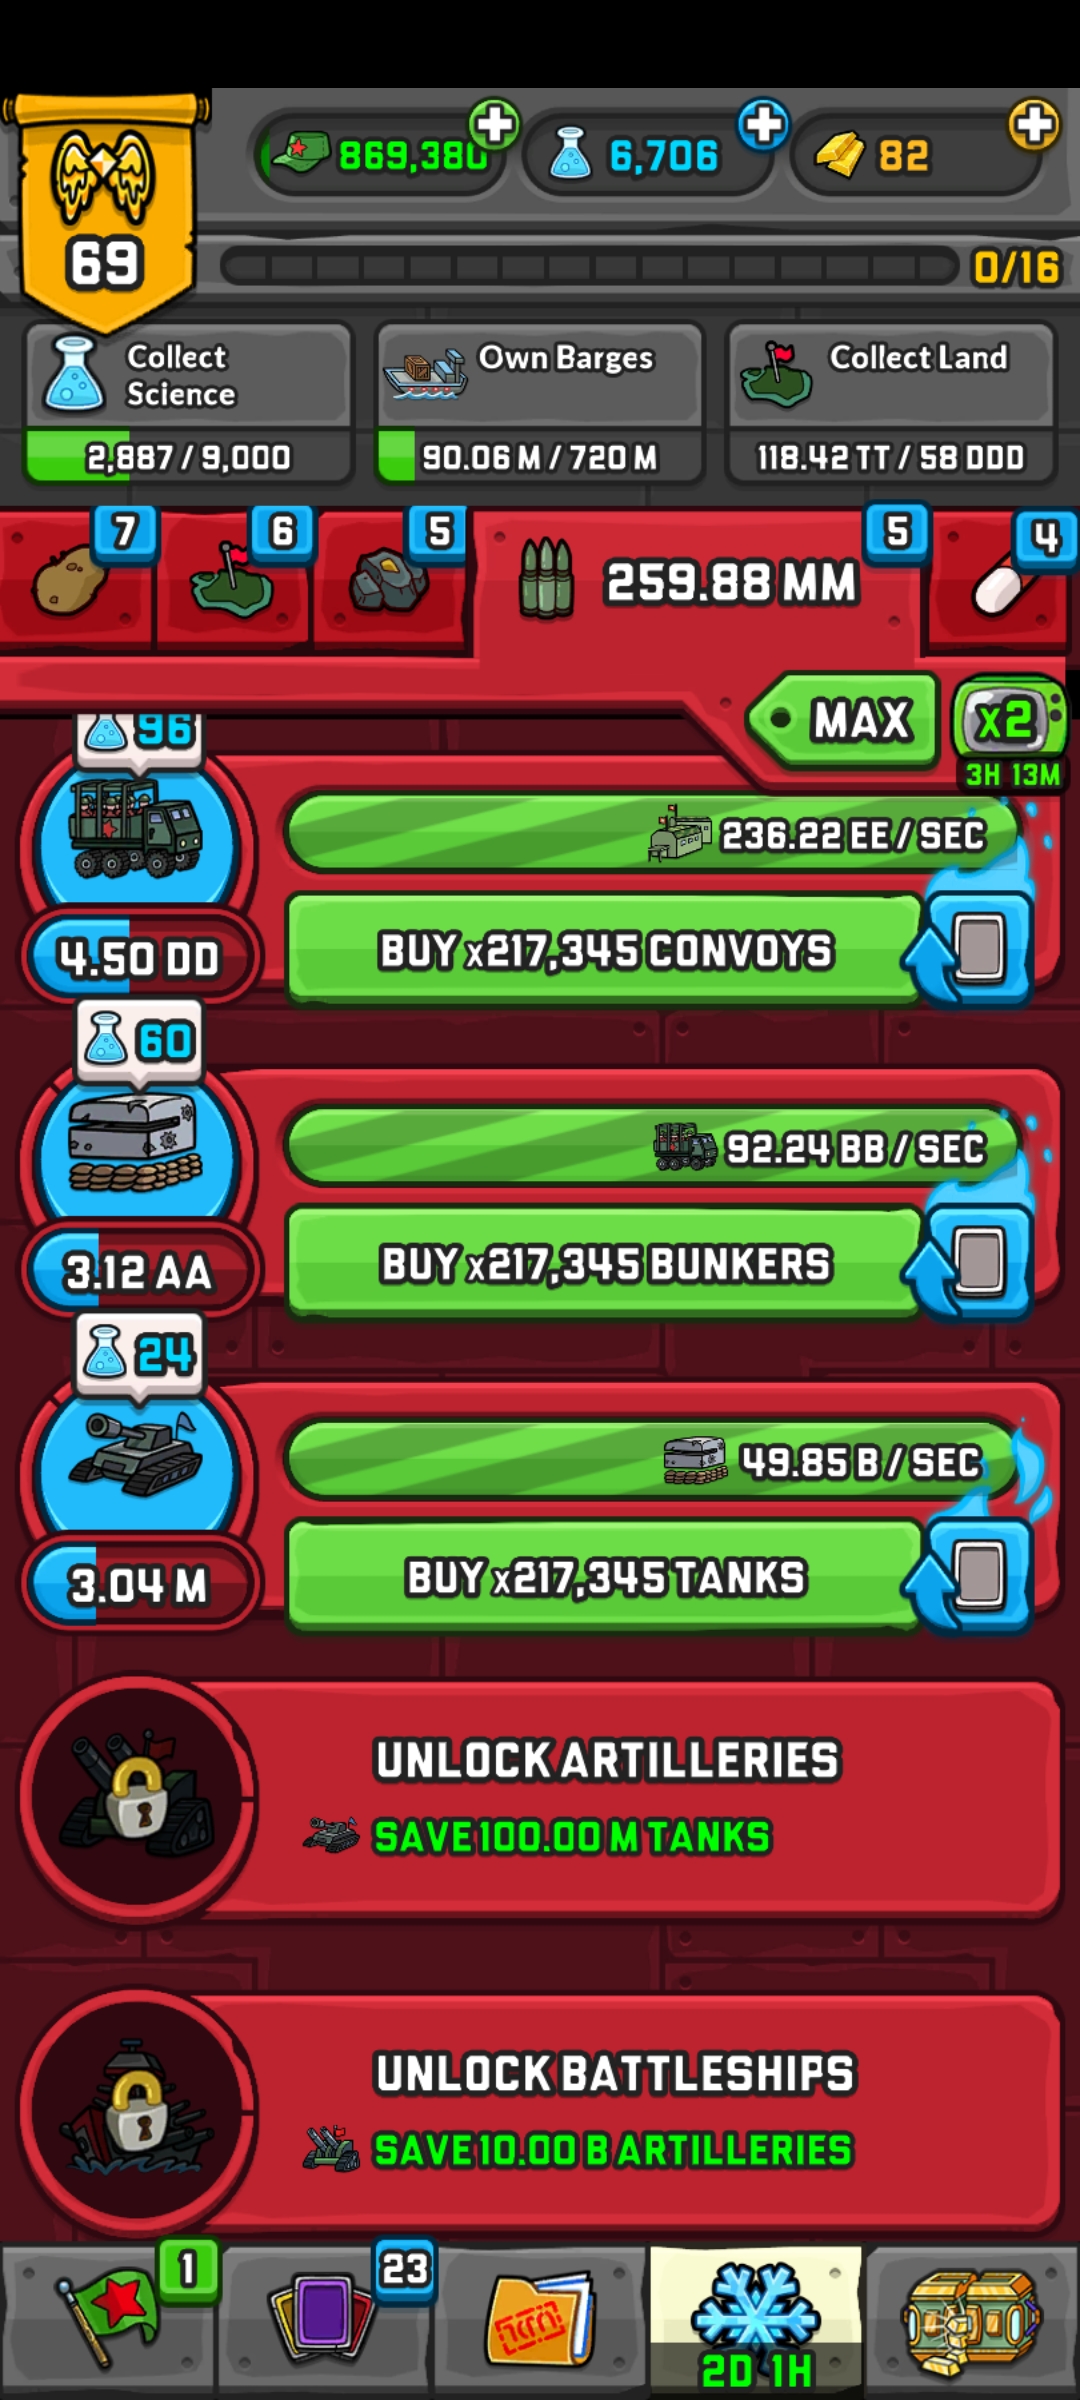 869,380
6,706
82
69
0/16
Collect
Science
2,887 / 9,000
Own Barges
90.06 M / 720 M
Collect Land
118.42 TT / 58 DDD
7
6
5
259.88 MM
5
4
MAX
x2
3H 13M
96
236.22 EE / SEC
4.50 DD
BUY x217,345 CONVOYS
60
92.24 BB / SEC
3.12 AA
BUY x217,345 BUNKERS
24
49.85 B / SEC
3.04 M
BUY x217,345 TANKS
UNLOCK ARTILLERIES
SAVE 100.00 M TANKS
UNLOCK BATTLESHIPS
SAVE 10.00 B ARTILLERIES
1
23
2D 1H